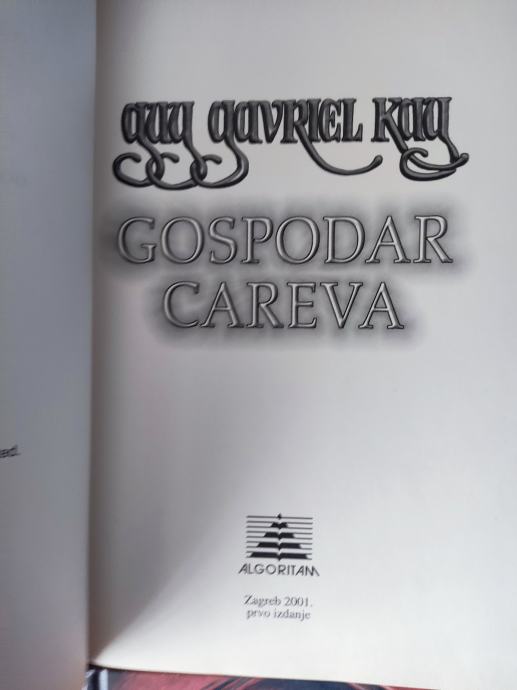 guy gavriel kay
GOSPODAR
CAREVA
ALGORITAM
Zagreb 2001.
prvo izdanje